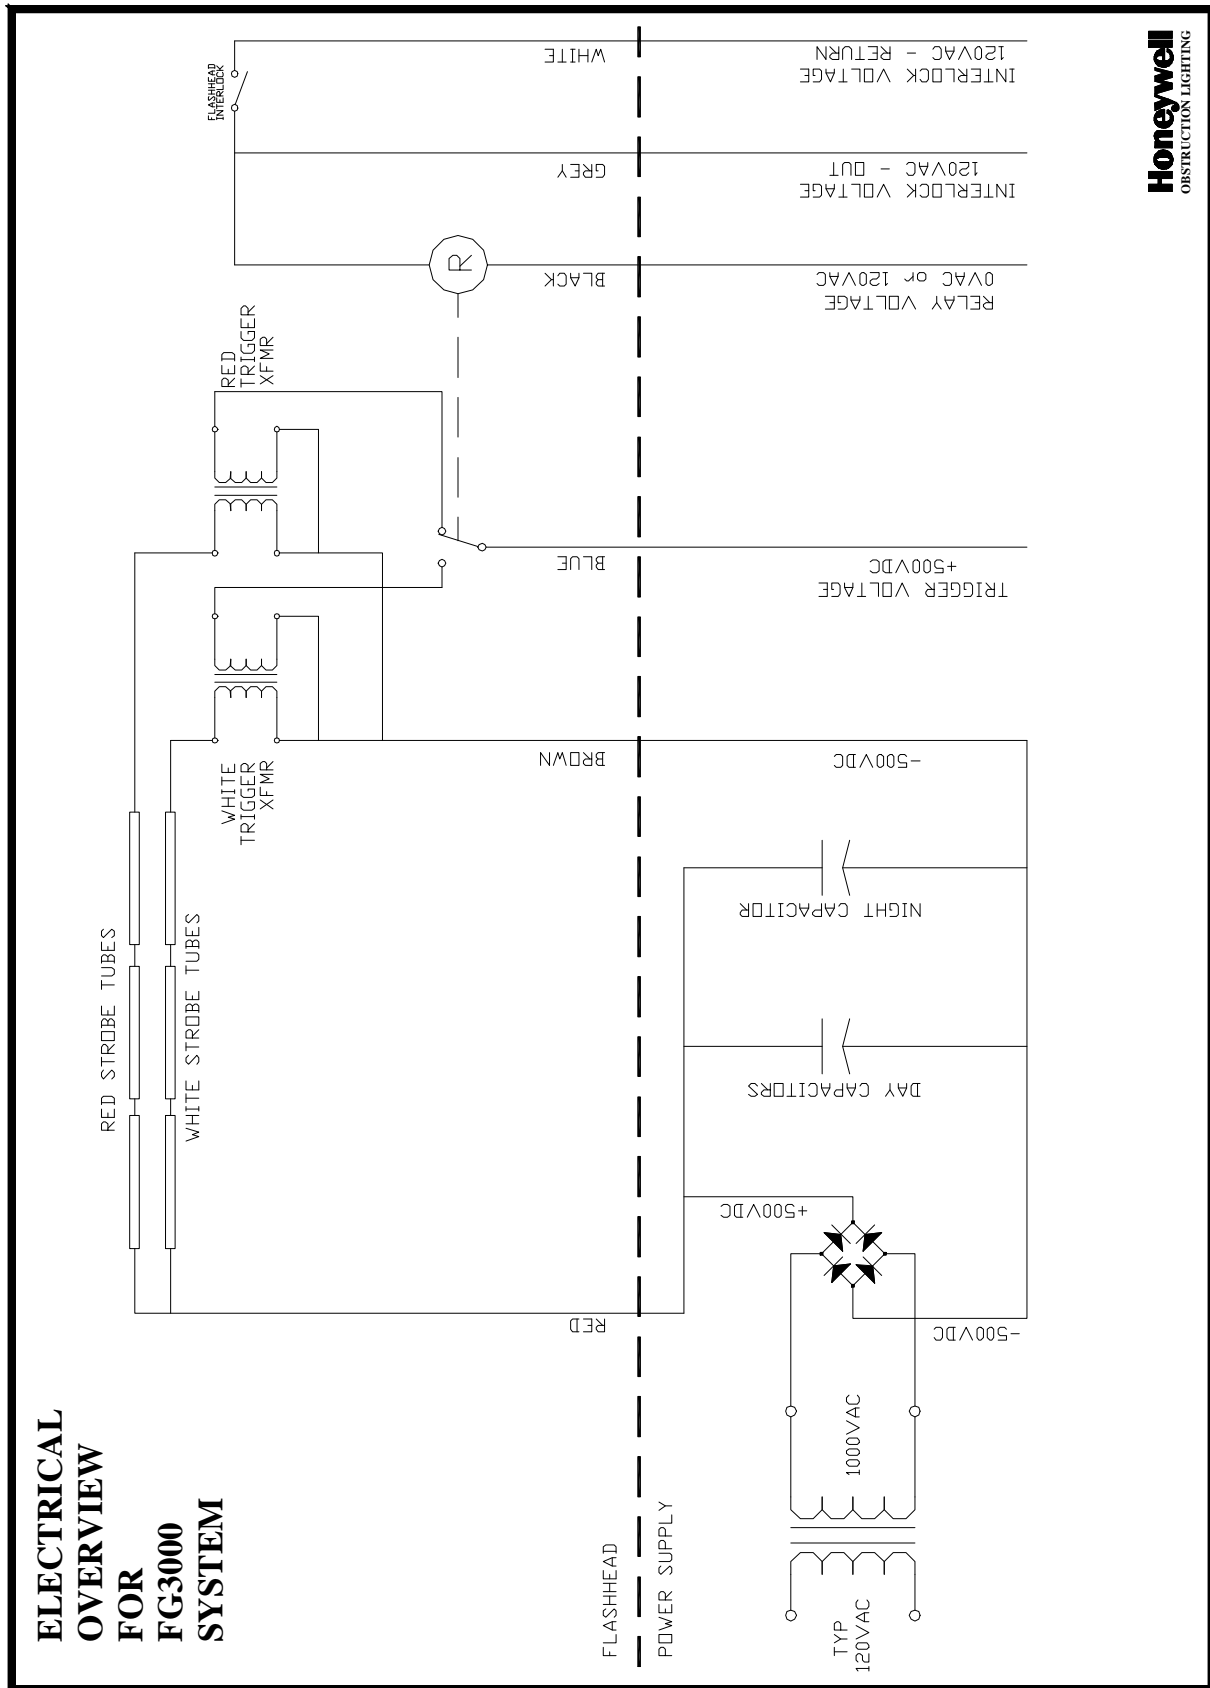 ELECTRICAL
OVERVIEW
FOR
FG3000
SYSTEM
RED STROBE TUBES
WHITE STROBE TUBES
WHITE
TRIGGER
XFMR
RED
TRIGGER
XFMR
FLASHHEAD
INTERLOCK
R
RED
BROWN
BLUE
BLACK
GREY
WHITE
FLASHHEAD
POWER SUPPLY
TYP
120VAC
1000VAC
-500VDC
+500VDC
DAY CAPACITORS
NIGHT CAPACITOR
-500VDC
TRIGGER VOLTAGE
+500VDC
RELAY VOLTAGE
0VAC or 120VAC
INTERLOCK VOLTAGE
120VAC - OUT
INTERLOCK VOLTAGE
120VAC - RETURN
Honeywell
OBSTRUCTION LIGHTING